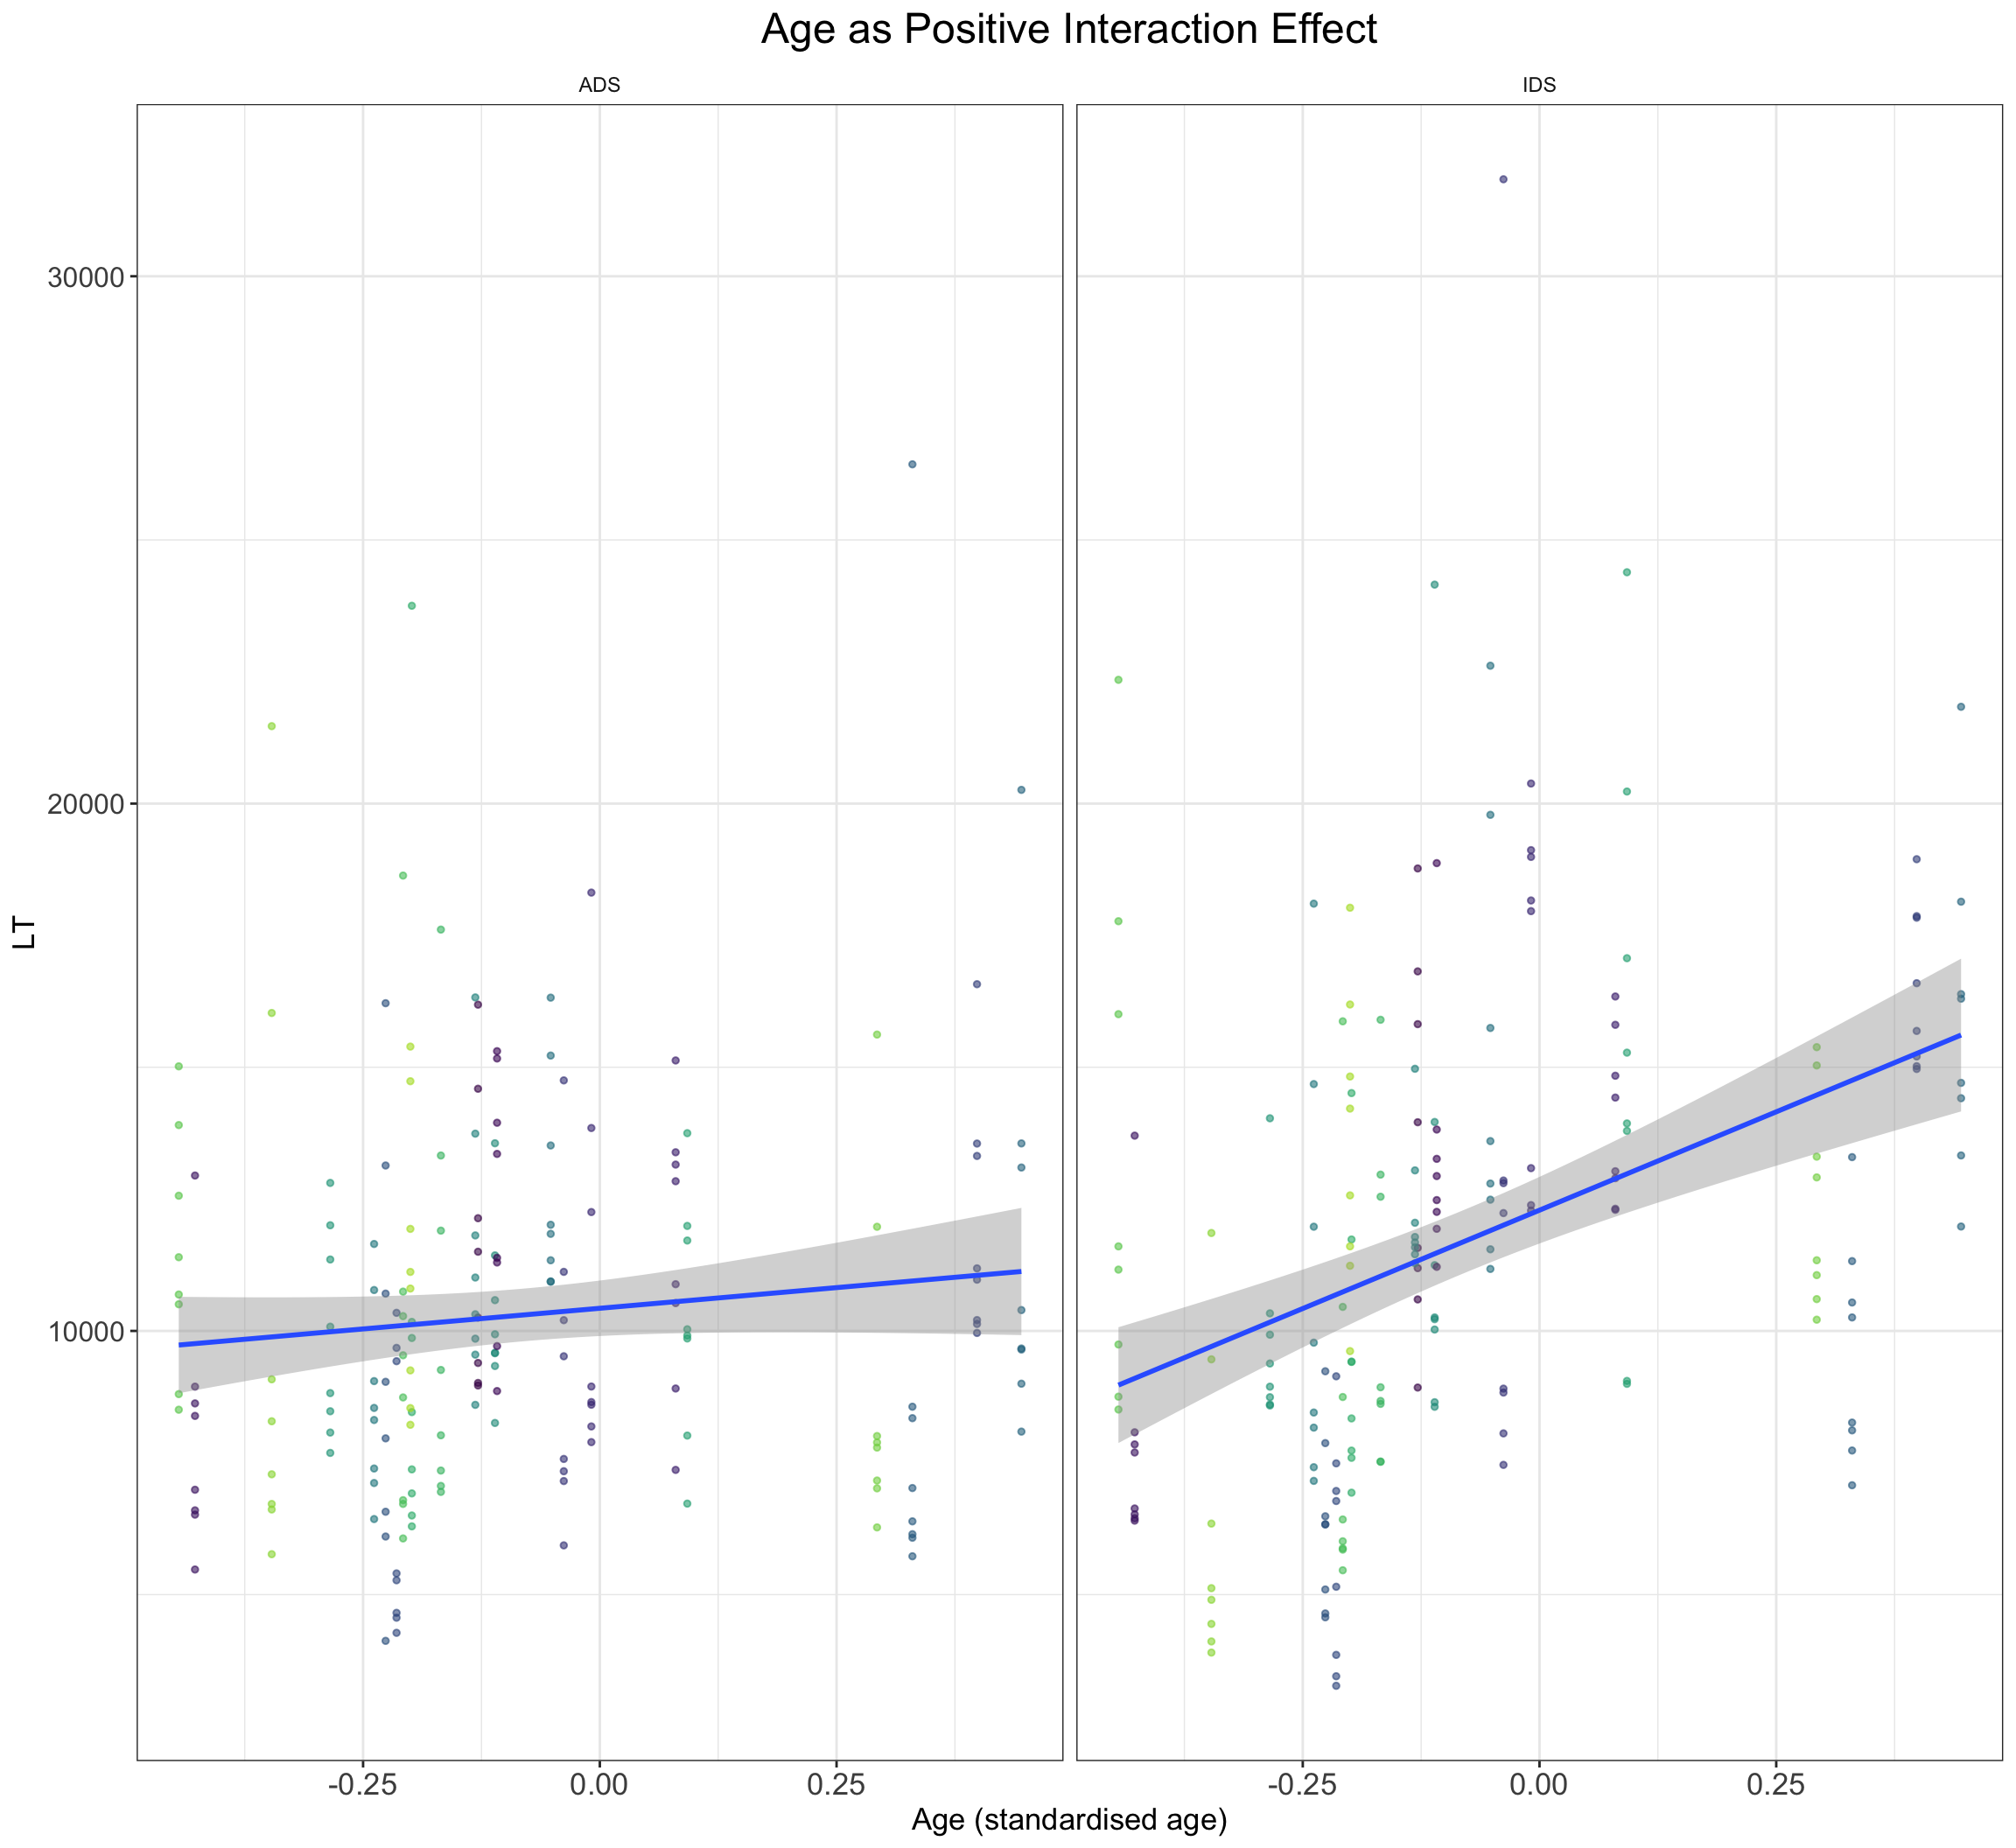 Age as Positive Interaction Effect
ADS IDS
30000
20000
10000
LT
-0.25 0.00 0.25 -0.25 0.00 0.25
Age (standardised age)